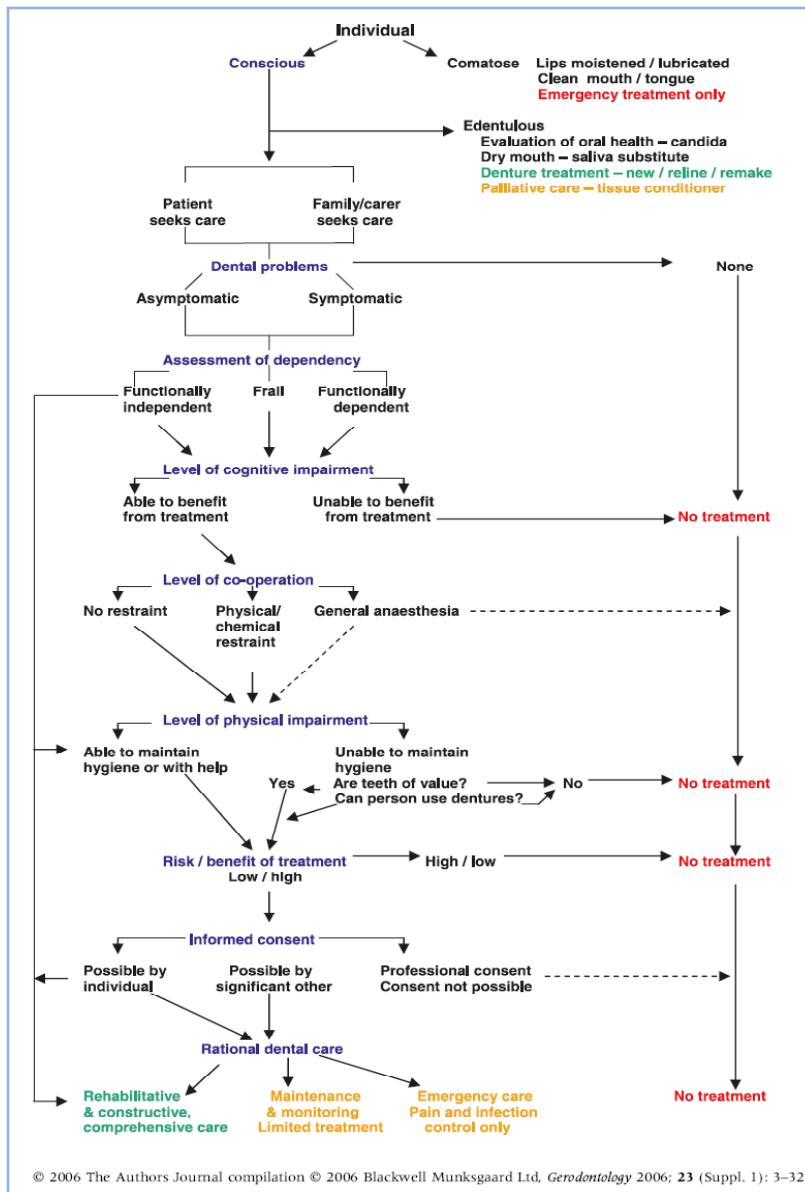 Individual
Conscious
Comatose
Lips moistened / lubricated
Clean mouth / tongue
Emergency treatment only
Edentulous
Evaluation of oral health – candida
Dry mouth – saliva substitute
Denture treatment – new / reline / remake
Palliative care – tissue conditioner
Patient
seeks care
Family/carer
seeks care
Dental problems
None
Asymptomatic
Symptomatic
Assessment of dependency
Functionally
independent
Frail
Functionally
dependent
Level of cognitive impairment
Able to benefit
from treatment
Unable to benefit
from treatment
No treatment
Level of co-operation
No restraint
Physical/
chemical
restraint
General anaesthesia
Level of physical impairment
Able to maintain
hygiene or with help
Unable to maintain
hygiene
Yes
Are teeth of value?
Can person use dentures?
No
No treatment
Risk / benefit of treatment
Low / high
High / low
No treatment
Informed consent
Possible by
individual
Possible by
significant other
Professional consent
Consent not possible
Rational dental care
Rehabilitative
& constructive,
comprehensive care
Maintenance
& monitoring
Limited treatment
Emergency care
Pain and infection
control only
No treatment
© 2006 The Authors Journal compilation © 2006 Blackwell Munksgaard Ltd, Gerodontology 2006; 23 (Suppl. 1): 3–32